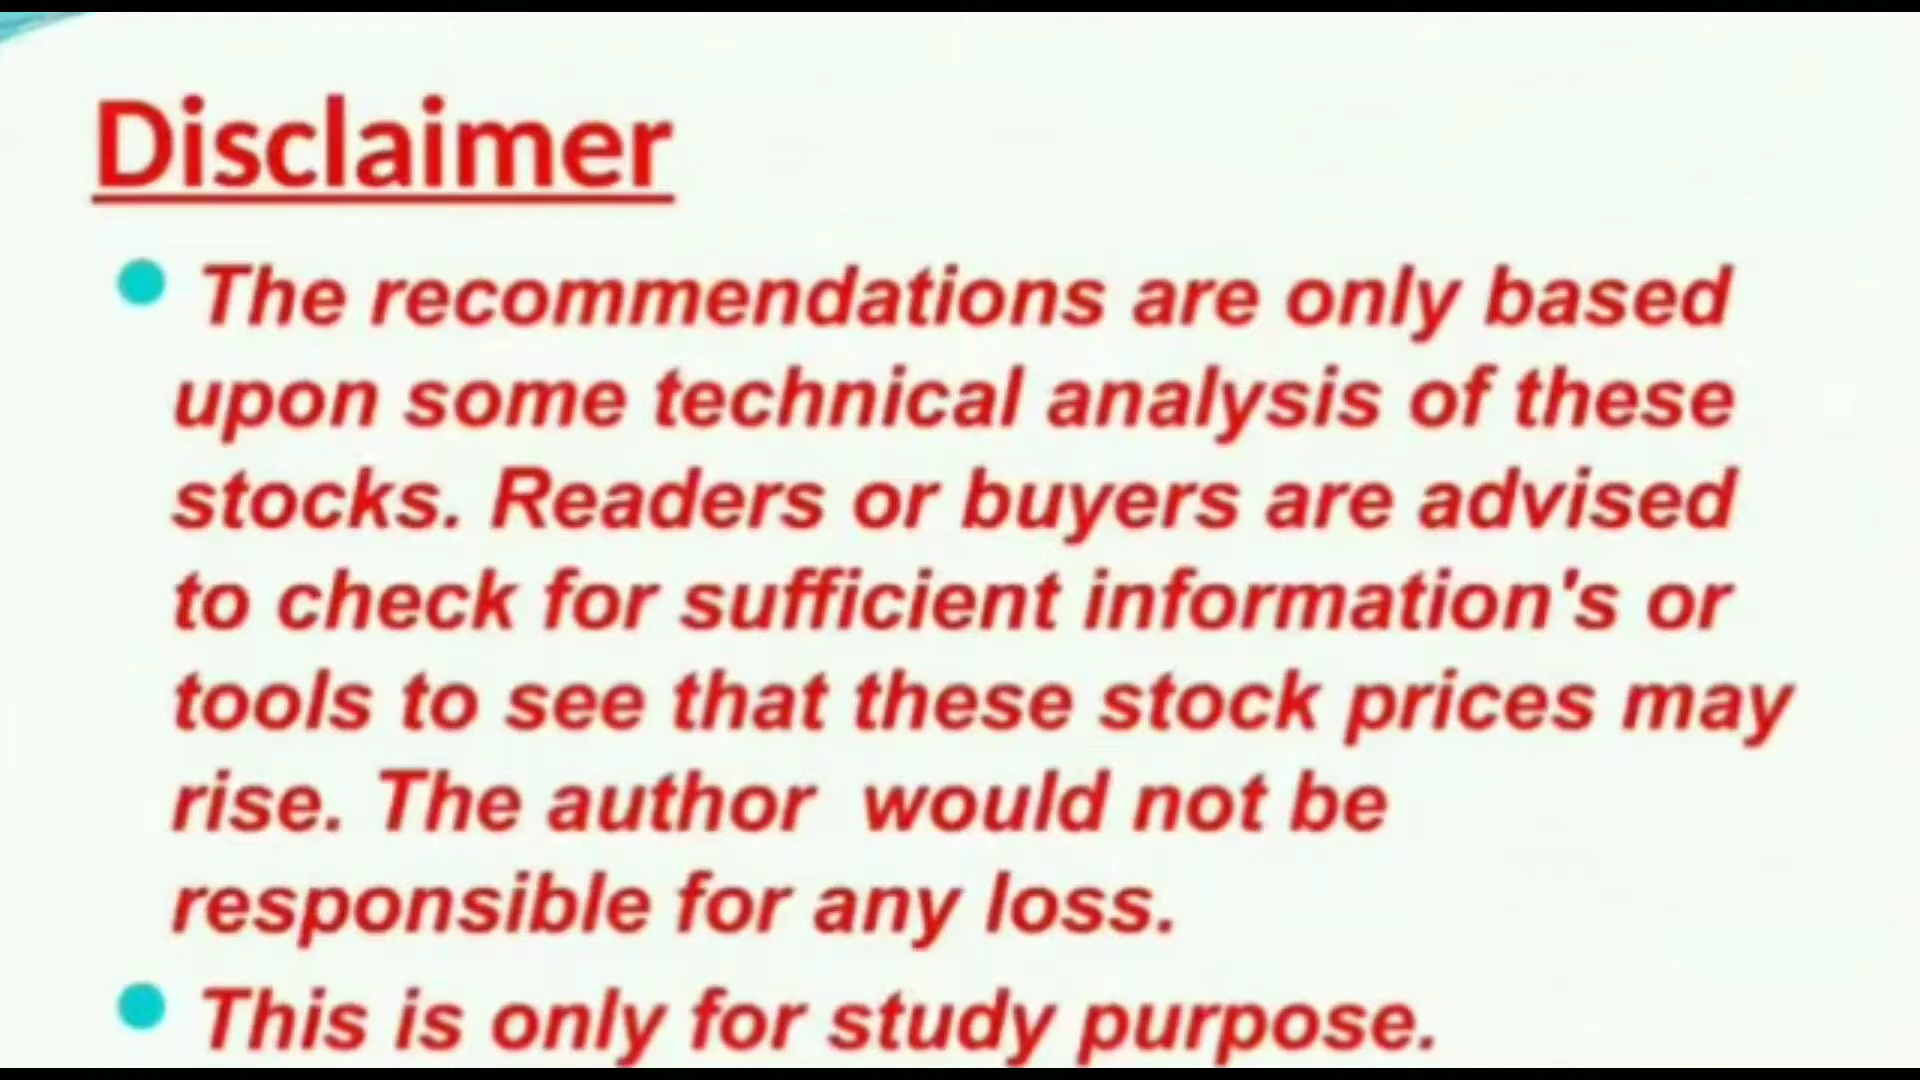 Disclaimer
The recommendations are only based
upon some technical analysis of these
stocks. Readers or buyers are advised
to check for sufficient information's or
tools to see that these stock prices may
rise. The author  would not be
responsible for any loss.
This is only for study purpose.